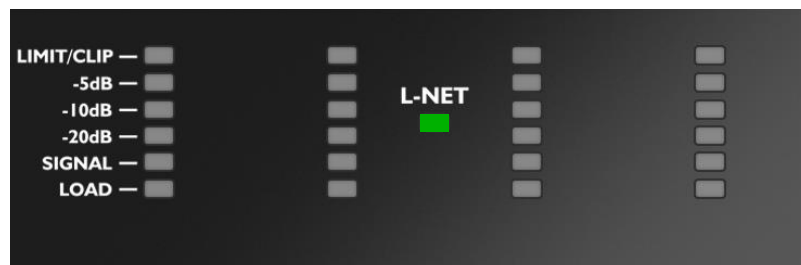 LIMIT/CLIP –
-5dB –
-10dB –
-20dB –
SIGNAL –
LOAD –
L-NET